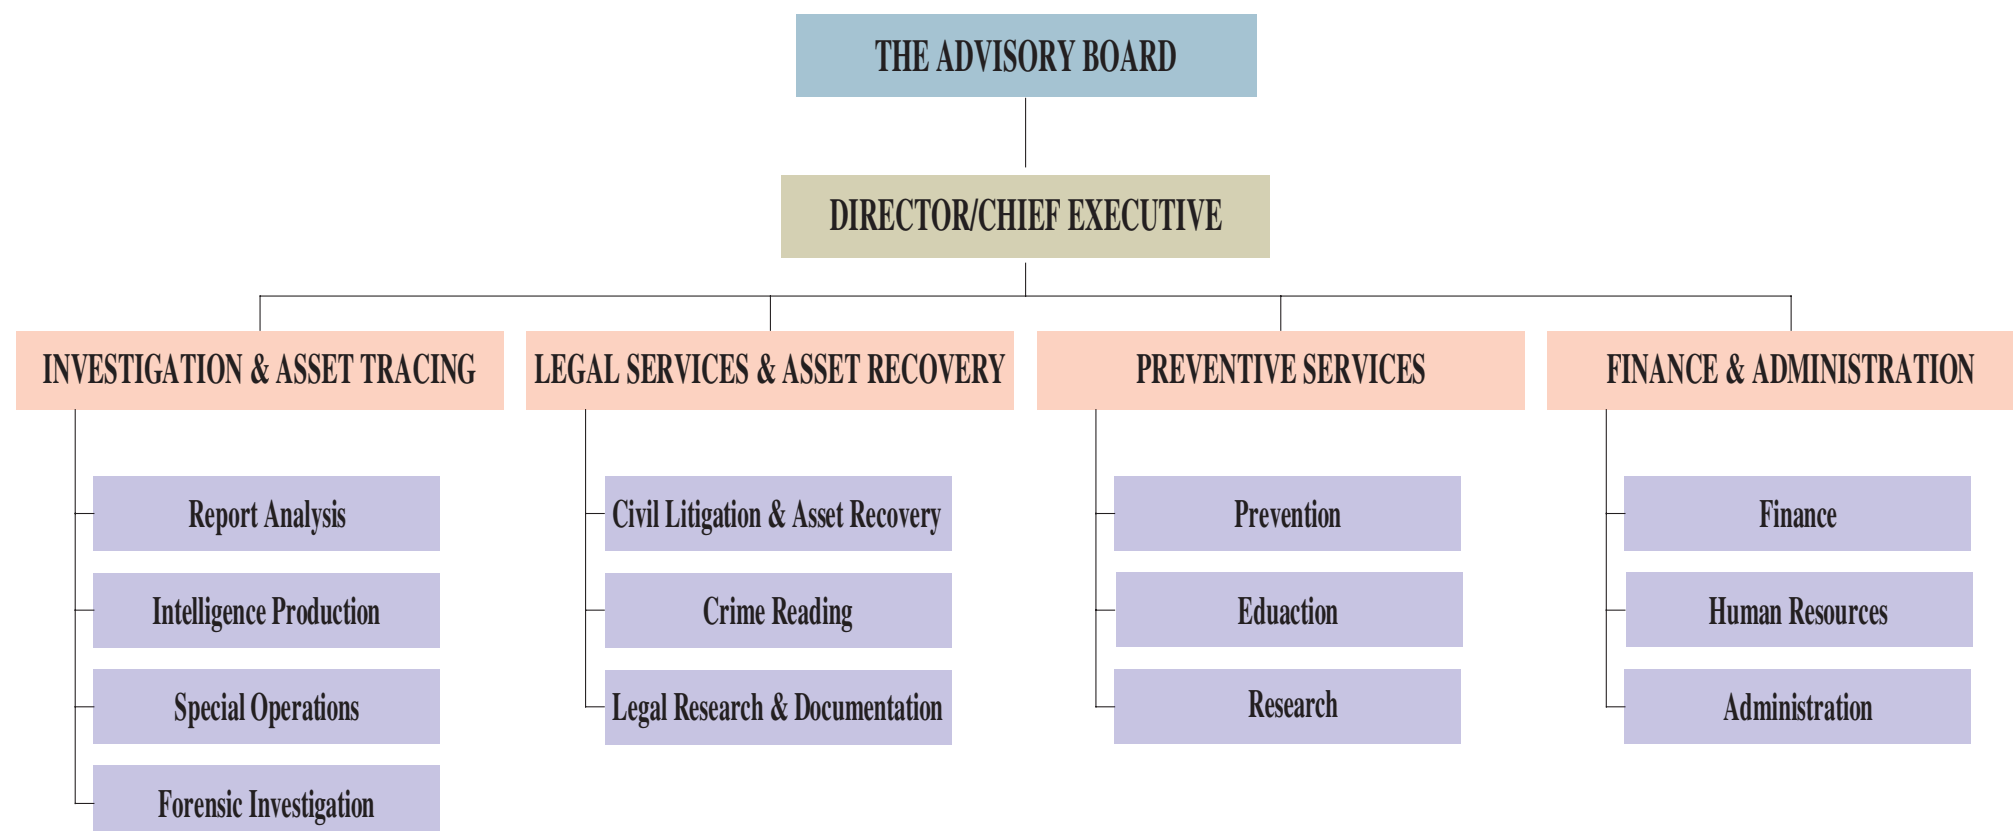 THE ADVISORY BOARD
DIRECTOR/CHIEF EXECUTIVE
INVESTIGATION & ASSET TRACING
LEGAL SERVICES & ASSET RECOVERY
PREVENTIVE SERVICES
FINANCE & ADMINISTRATION
Report Analysis
Intelligence Production
Special Operations
Forensic Investigation
Civil Litigation & Asset Recovery
Crime Reading
Legal Research & Documentation
Prevention
Eduaction
Research
Finance
Human Resources
Administration